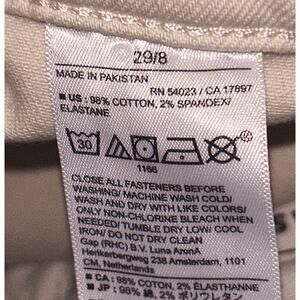 29/8
MADE IN PAKISTAN
RN 54023 / CA 17897
■ US : 98% COTTON, 2% SPANDEX/
ELASTANE
30
1166
CLOSE ALL FASTENERS BEFORE
WASHING/ MACHINE WASH COLD/
WASH AND DRY WITH LIKE COLORS/
ONLY NON-CHLORINE BLEACH WHEN
NEEDED/ TUMBLE DRY LOW/ COOL
IRON/ DO NOT DRY CLEAN
Gap (RHC) B.V. Luna ArenA
Herikerbergweg 238 Amsterdam, 1101
CM, Netherlands
■ CA : 98% COTTON, 2% ÉLASTHANNE
■ JP : 98% 綿, 2% ポリウレタン